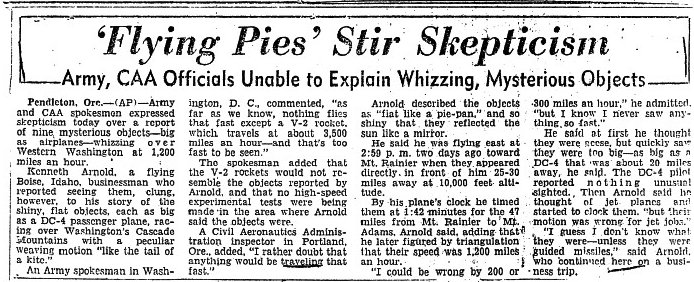 'Flying Pies' Stir Skepticism
Army, CAA Officials Unable to Explain Whizzing, Mysterious Objects
Pendleton, Ore.—(AP)—Army
and CAA spokesmen expressed
skepticism today over a report
of nine mysterious objects—big
as airplanes—whizzing over
Western Washington at 1,200
miles an hour.
Kenneth Arnold, a flying
Boise, Idaho, businessman who
reported seeing them, clung,
however, to his story of the
shiny, flat objects, each as big
as a DC-4 passenger plane, rac-
ing over Washington's Cascade
Mountains with a peculiar
weaving motion "like the tail of
a kite."
An Army spokesman in Wash-
ington, D. C., commented, "as
far as we know, nothing flies
that fast except a V-2 rocket,
which travels at about 3,500
miles an hour—and that's too
fast to be seen."
The spokesman added that
the V-2 rockets would not re-
semble the objects reported by
Arnold, and that no high-speed
experimental tests were being
made in the area where Arnold
said the objects were.
A Civil Aeronautics Adminis-
tration inspector in Portland,
Ore., added, "I rather doubt that
anything would be traveling that
fast."
Arnold described the objects
as "flat like a pie-pan," and so
shiny that they reflected the
sun like a mirror.
He said he was flying east at
2:59 p. m. two days ago toward
Mt. Rainier when they appeared
directly in front of him 25-30
miles away at 10,000 feet alti-
tude.
By his plane's clock he timed
them at 1:42 minutes for the 47
miles from Mt. Rainier to Mt.
Adams, Arnold said, adding that
he later figured by triangulation
that their speed was 1,200 miles
an hour.
"I could be wrong by 200 or
300 miles an hour," he admitted,
"but I know I never saw any-
thing so fast."
He said at first he thought
they were geese, but quickly saw
they were too big—as big as a
DC-4 that was about 20 miles
away, he said. The DC-4 pilot
reported nothing unusual
sighted. Then Arnold said he
thought of jet planes and
started to clock them, "but their
motion was wrong for jet jobs."
"I guess I don't know what
they were—unless they were
guided missiles," said Arnold,
who continued here on a busi-
ness trip.